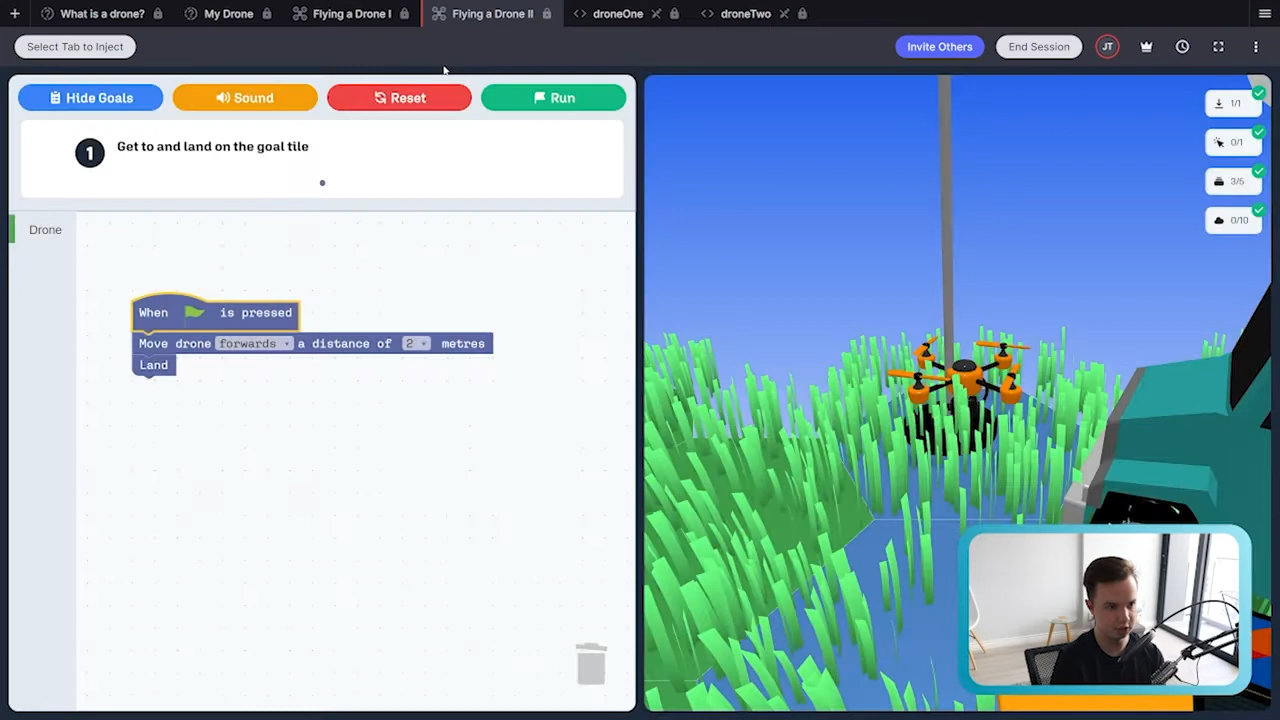 What is a drone?
My Drone
Flying a Drone I
Flying a Drone II
droneOne
droneTwo
Select Tab to Inject
Invite Others
End Session
JT
Hide Goals
Sound
Reset
Run
1
Get to and land on the goal tile
1/1
0/1
3/5
0/10
Drone
When is pressed
Move drone forwards a distance of 2 metres
Land